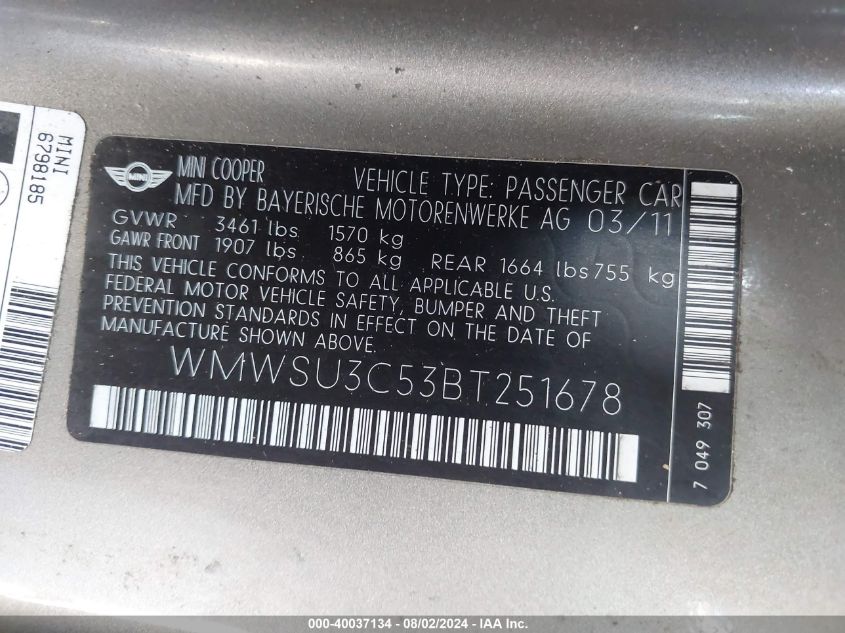 MINI
6798185
MINI
MINI COOPER
VEHICLE TYPE: PASSENGER CAR
MFD BY BAYERISCHE MOTORENWERKE AG 03/11
GVWR 3461 lbs 1570 kg
GAWR FRONT 1907 lbs 865 kg REAR 1664 lbs 755 kg
THIS VEHICLE CONFORMS TO ALL APPLICABLE U.S.
FEDERAL MOTOR VEHICLE SAFETY, BUMPER AND THEFT
PREVENTION STANDARDS IN EFFECT ON THE DATE OF
MANUFACTURE SHOWN ABOVE.
WMWSU3C53BT251678
7 049 307
000-40037134 - 08/02/2024 - IAA Inc.